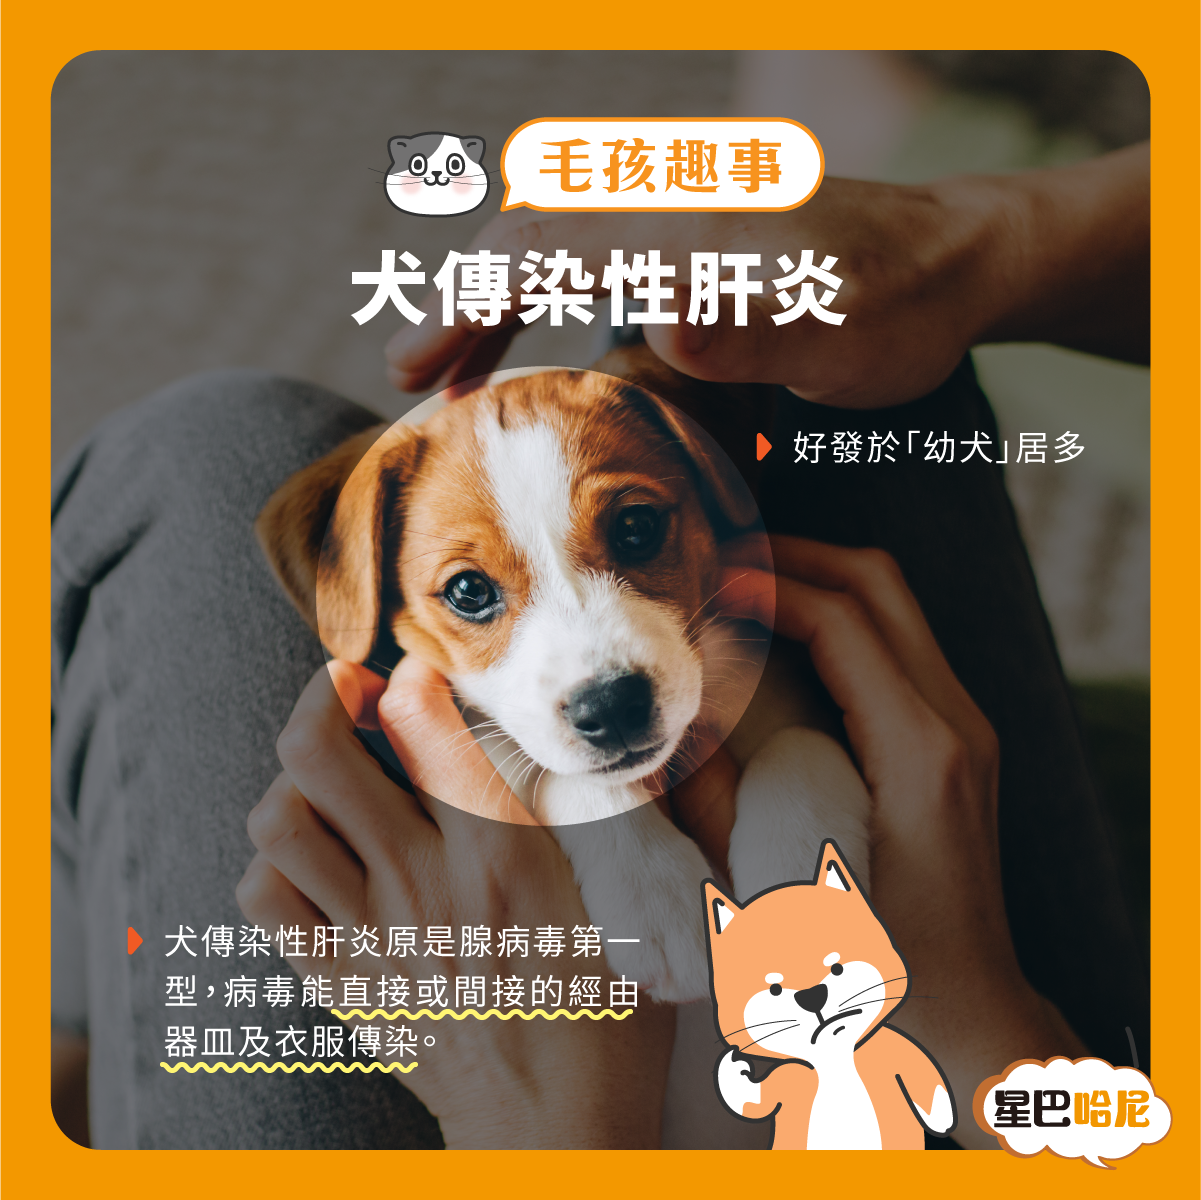 毛孩趣事
犬傳染性肝炎
好發於「幼犬」居多
犬傳染性肝炎原是腺病毒第一
型，病毒能直接或間接的經由
器皿及衣服傳染。
星巴哈尼